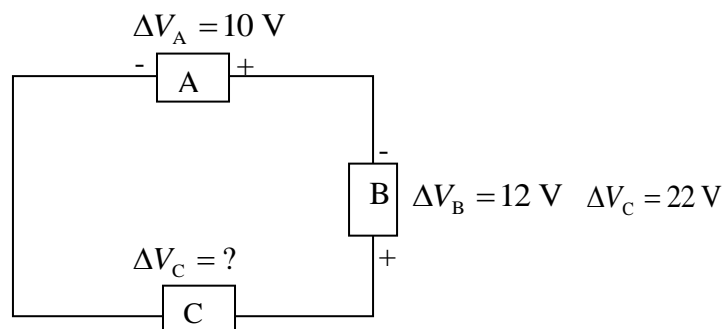 ΔV_A = 10 V
- +
A
-
B ΔV_B = 12 V ΔV_C = 22 V
+
ΔV_C = ?
C